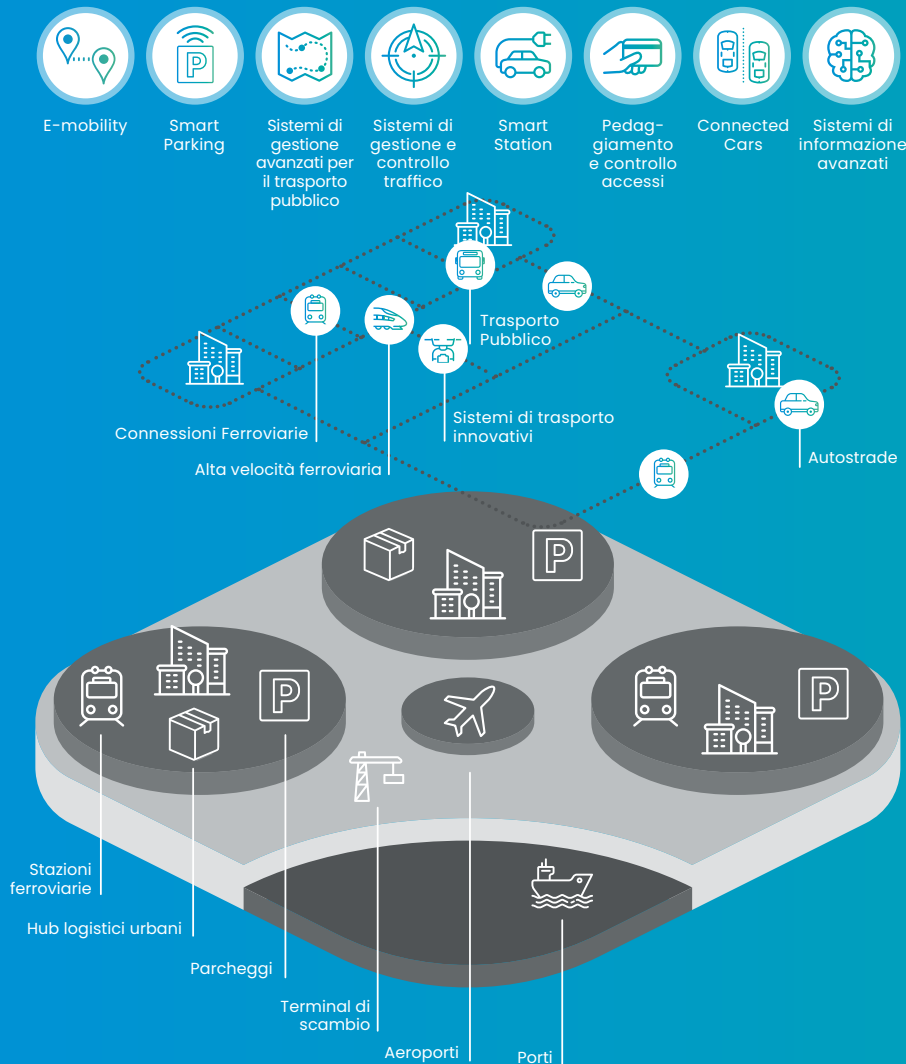 E-mobility
Smart
Parking
Sistemi di
gestione
avanzati per
il trasporto
pubblico
Sistemi di
gestione e
controllo
traffico
Smart
Station
Pedag-
giamento
e controllo
accessi
Connected
Cars
Sistemi di
informazione
avanzati
Trasporto
Pubblico
Sistemi di trasporto
innovativi
Connessioni Ferroviarie
Alta velocità ferroviaria
Autostrade
P
P
P
P
Stazioni
ferroviarie
Hub logistici urbani
Parcheggi
Terminal di
scambio
Aeroporti
Porti